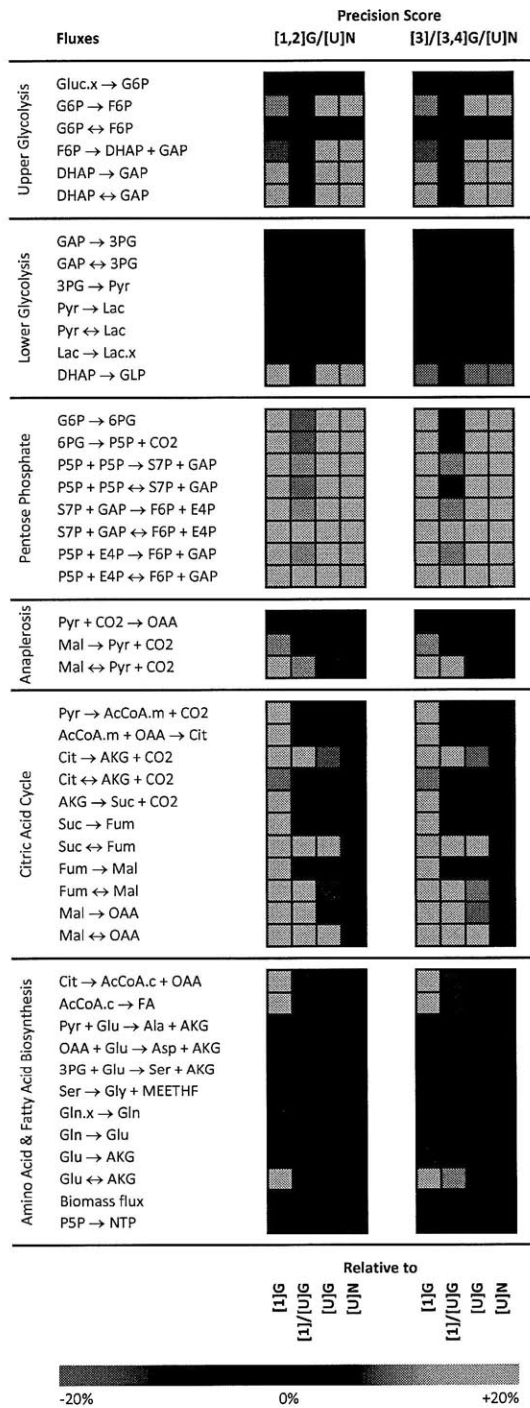 Precision Score
Fluxes [1,2]G/[U]N [3]/[3,4]G/[U]N
Upper Glycolysis
Gluc.x → G6P
G6P → F6P
G6P ↔ F6P
F6P → DHAP + GAP
DHAP → GAP
DHAP ↔ GAP
Lower Glycolysis
GAP → 3PG
GAP ↔ 3PG
3PG → Pyr
Pyr → Lac
Pyr ↔ Lac
Lac → Lac.x
DHAP → GLP
Pentose Phosphate
G6P → 6PG
6PG → P5P + CO2
P5P + P5P → S7P + GAP
P5P + P5P ↔ S7P + GAP
S7P + GAP → F6P + E4P
S7P + GAP ↔ F6P + E4P
P5P + E4P → F6P + GAP
P5P + E4P ↔ F6P + GAP
Anaplerosis
Pyr + CO2 → OAA
Mal → Pyr + CO2
Mal ↔ Pyr + CO2
Citric Acid Cycle
Pyr → AcCoA.m + CO2
AcCoA.m + OAA → Cit
Cit → AKG + CO2
Cit ↔ AKG + CO2
AKG → Suc + CO2
Suc → Fum
Suc ↔ Fum
Fum → Mal
Fum ↔ Mal
Mal → OAA
Mal ↔ OAA
Amino Acid & Fatty Acid Biosynthesis
Cit → AcCoA.c + OAA
AcCoA.c → FA
Pyr + Glu → Ala + AKG
OAA + Glu → Asp + AKG
3PG + Glu → Ser + AKG
Ser → Gly + MEETHF
Gln.x → Gln
Gln → Glu
Glu → AKG
Glu ↔ AKG
Biomass flux
P5P → NTP
Relative to
[1]G [1]/[U]G [U]G [U]N [1]G [1]/[U]G [U]G [U]N
-20% 0% +20%